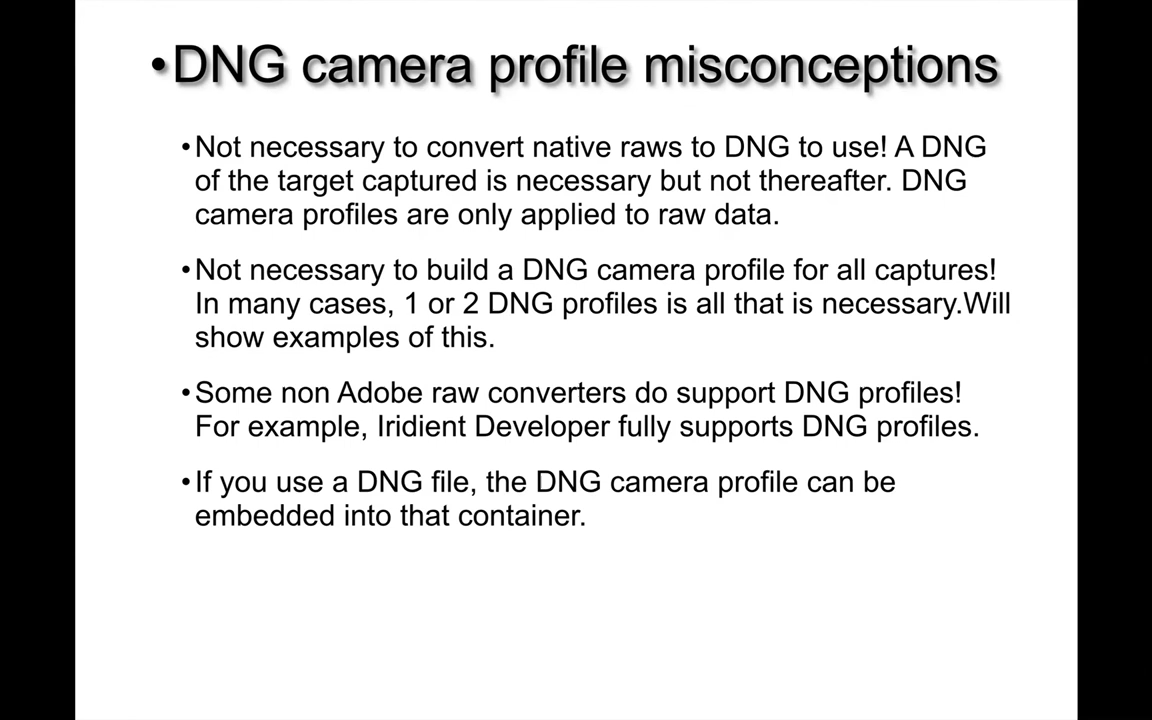 •DNG camera profile misconceptions
•Not necessary to convert native raws to DNG to use! A DNG
of the target captured is necessary but not thereafter. DNG
camera profiles are only applied to raw data.
•Not necessary to build a DNG camera profile for all captures!
In many cases, 1 or 2 DNG profiles is all that is necessary.Will
show examples of this.
•Some non Adobe raw converters do support DNG profiles!
For example, Iridient Developer fully supports DNG profiles.
•If you use a DNG file, the DNG camera profile can be
embedded into that container.